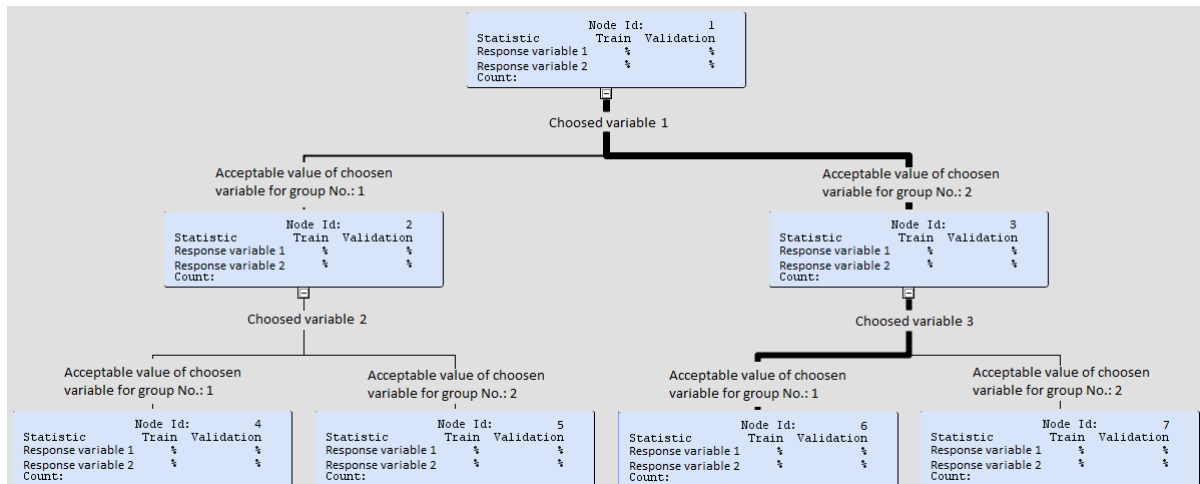 Node Id: 1
Statistic Train Validation
Response variable 1 % %
Response variable 2 % %
Count:
Choosed variable 1
Acceptable value of choosen
variable for group No.: 1
Acceptable value of choosen
variable for group No.: 2
Node Id: 2
Statistic Train Validation
Response variable 1 % %
Response variable 2 % %
Count:
Node Id: 3
Statistic Train Validation
Response variable 1 % %
Response variable 2 % %
Count:
Choosed variable 2
Choosed variable 3
Acceptable value of choosen
variable for group No.: 1
Acceptable value of choosen
variable for group No.: 2
Acceptable value of choosen
variable for group No.: 1
Acceptable value of choosen
variable for group No.: 2
Node Id: 4
Statistic Train Validation
Response variable 1 % %
Response variable 2 % %
Count:
Node Id: 5
Statistic Train Validation
Response variable 1 % %
Response variable 2 % %
Count:
Node Id: 6
Statistic Train Validation
Response variable 1 % %
Response variable 2 % %
Count:
Node Id: 7
Statistic Train Validation
Response variable 1 % %
Response variable 2 % %
Count: